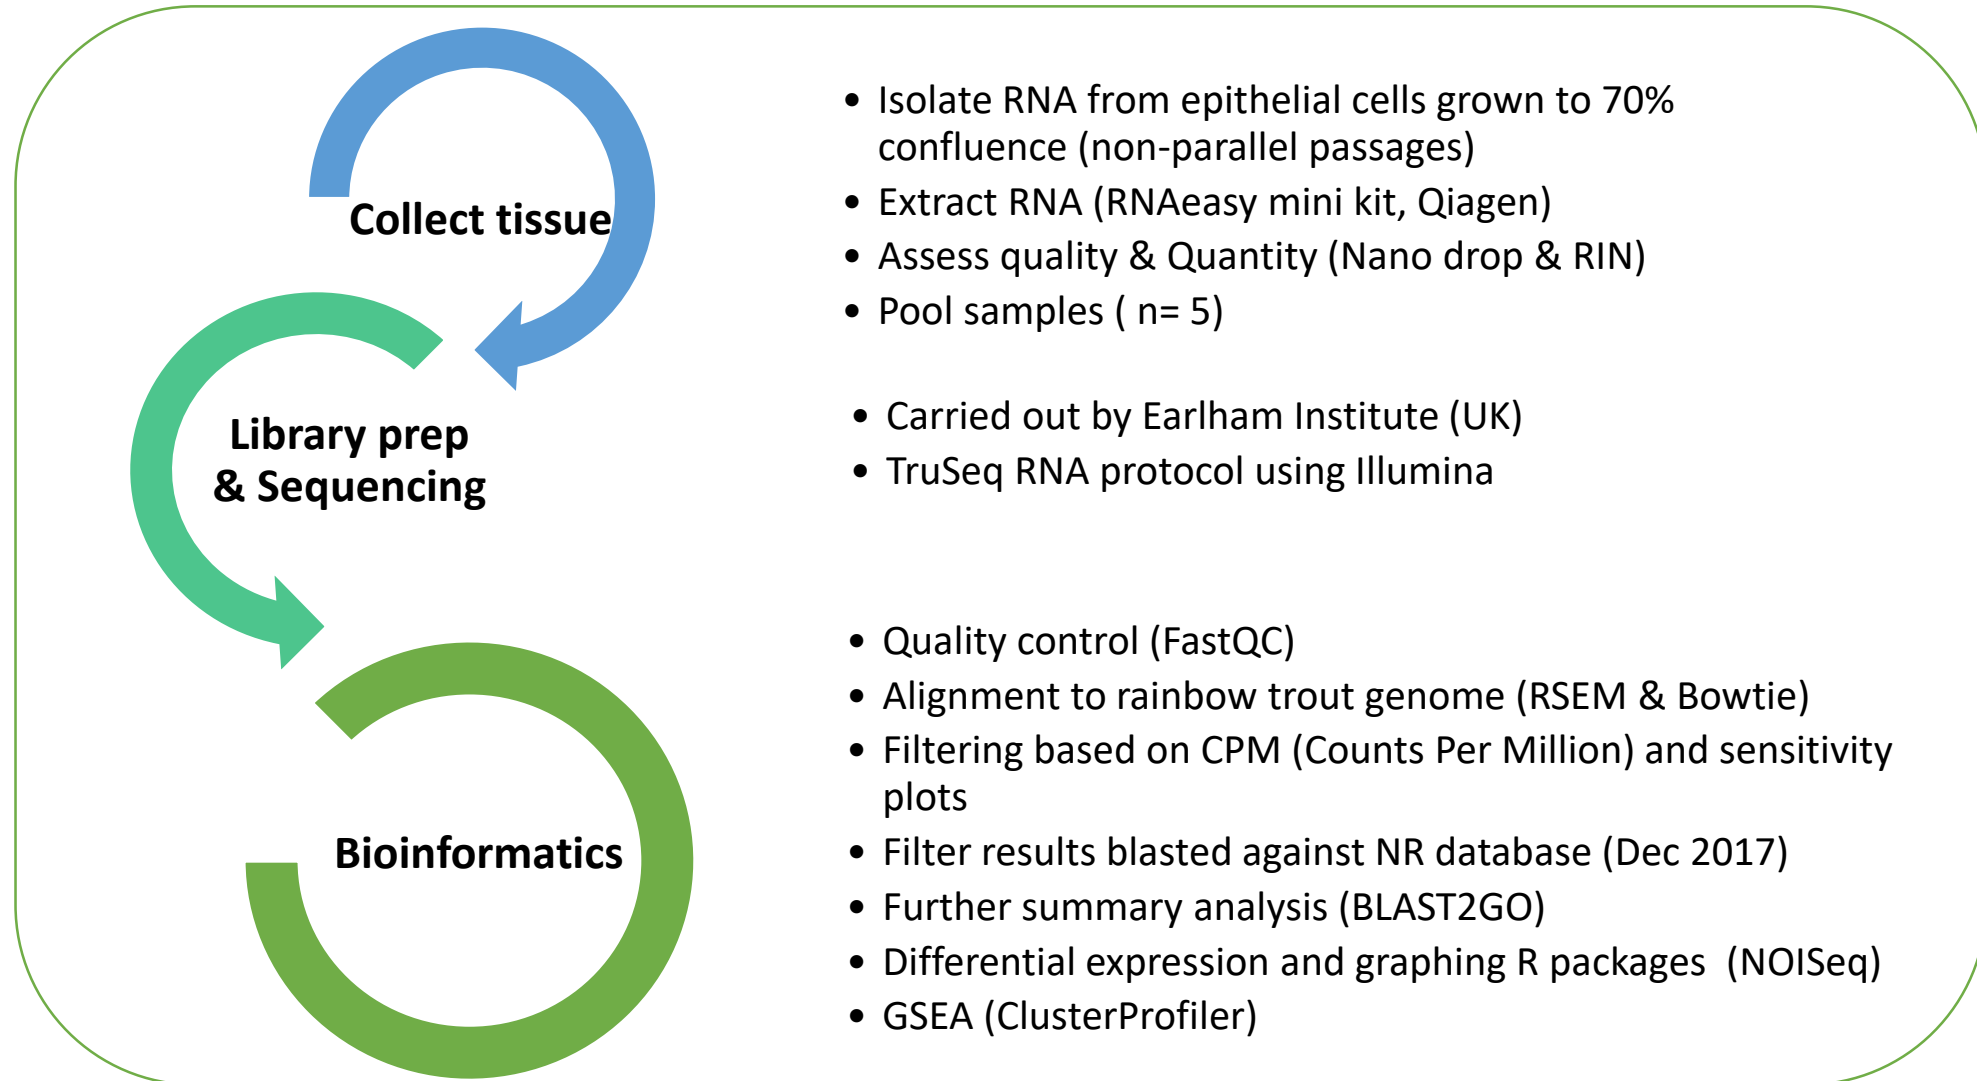 Collect tissue
• Isolate RNA from epithelial cells grown to 70%
confluence (non-parallel passages)
• Extract RNA (RNAeasy mini kit, Qiagen)
• Assess quality & Quantity (Nano drop & RIN)
• Pool samples ( n= 5)
Library prep
& Sequencing
• Carried out by Earlham Institute (UK)
• TruSeq RNA protocol using Illumina
Bioinformatics
• Quality control (FastQC)
• Alignment to rainbow trout genome (RSEM & Bowtie)
• Filtering based on CPM (Counts Per Million) and sensitivity
plots
• Filter results blasted against NR database (Dec 2017)
• Further summary analysis (BLAST2GO)
• Differential expression and graphing R packages  (NOISeq)
• GSEA (ClusterProfiler)